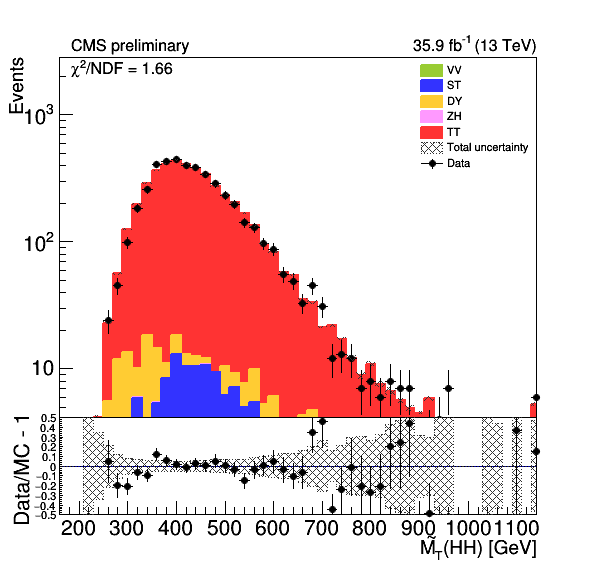 CMS preliminary 35.9 fb⁻¹ (13 TeV)
χ²/NDF = 1.66
Events
10³
10²
10
VV
ST
DY
ZH
TT
Total uncertainty
Data
Data/MC - 1
0.5
0.4
0.3
0.2
0.1
0
-0.1
-0.2
-0.3
-0.4
-0.5
200 300 400 500 600 700 800 900 1000 1100
M̃_T(HH) [GeV]